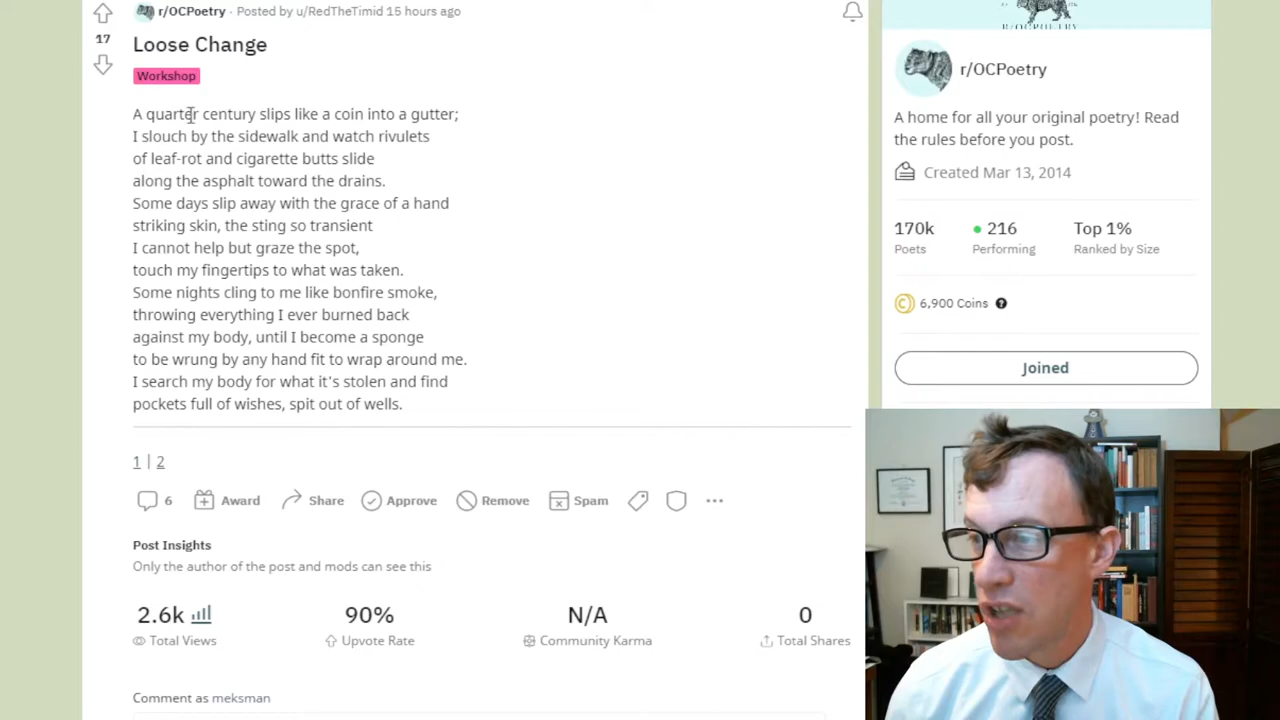 r/OCPoetry · Posted by u/RedTheTimid 15 hours ago
17
Loose Change
Workshop
A quarter century slips like a coin into a gutter;
I slouch by the sidewalk and watch rivulets
of leaf-rot and cigarette butts slide
along the asphalt toward the drains.
Some days slip away with the grace of a hand
striking skin, the sting so transient
I cannot help but graze the spot,
touch my fingertips to what was taken.
Some nights cling to me like bonfire smoke,
throwing everything I ever burned back
against my body, until I become a sponge
to be wrung by any hand fit to wrap around me.
I search my body for what it's stolen and find
pockets full of wishes, spit out of wells.
1 | 2
6 Award Share Approve Remove Spam
Post Insights
Only the author of the post and mods can see this
2.6k 90% N/A 0
Total Views Upvote Rate Community Karma Total Shares
Comment as meksman
R/OCPOETRY
r/OCPoetry
A home for all your original poetry! Read
the rules before you post.
Created Mar 13, 2014
170k 216 Top 1%
Poets Performing Ranked by Size
6,900 Coins
Joined